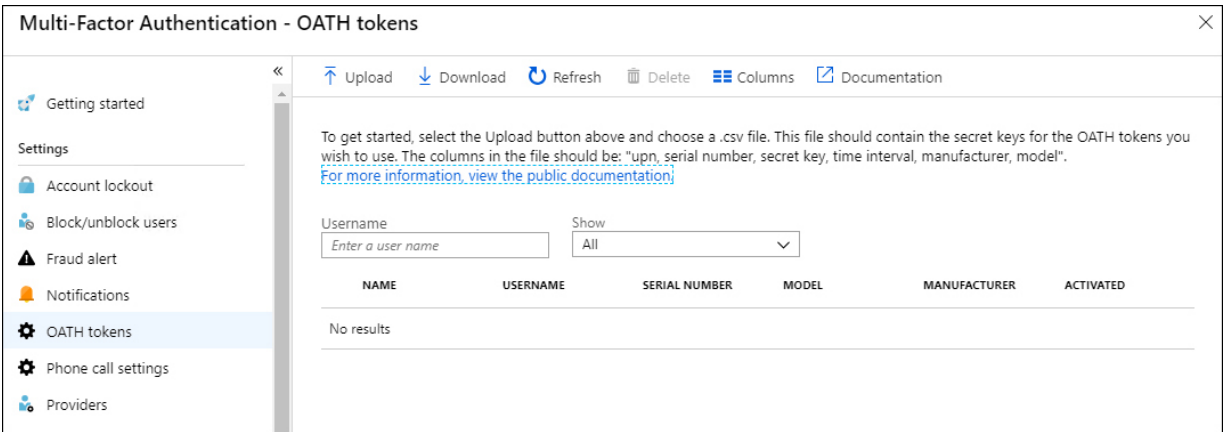 Multi-Factor Authentication - OATH tokens
Getting started
Settings
Account lockout
Block/unblock users
Fraud alert
Notifications
OATH tokens
Phone call settings
Providers
Upload Download Refresh Delete Columns Documentation
To get started, select the Upload button above and choose a .csv file. This file should contain the secret keys for the OATH tokens you
wish to use. The columns in the file should be: "upn, serial number, secret key, time interval, manufacturer, model".
For more information, view the public documentation.
Username Show
Enter a user name All
NAME USERNAME SERIAL NUMBER MODEL MANUFACTURER ACTIVATED
No results